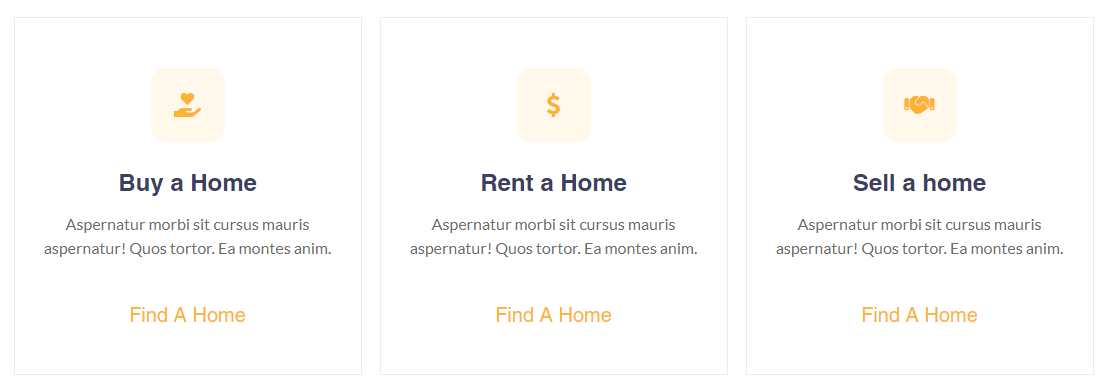 Buy a Home
Aspernatur morbi sit cursus mauris
aspernatur! Quos tortor. Ea montes anim.
Find A Home
$
Rent a Home
Aspernatur morbi sit cursus mauris
aspernatur! Quos tortor. Ea montes anim.
Find A Home
Sell a home
Aspernatur morbi sit cursus mauris
aspernatur! Quos tortor. Ea montes anim.
Find A Home